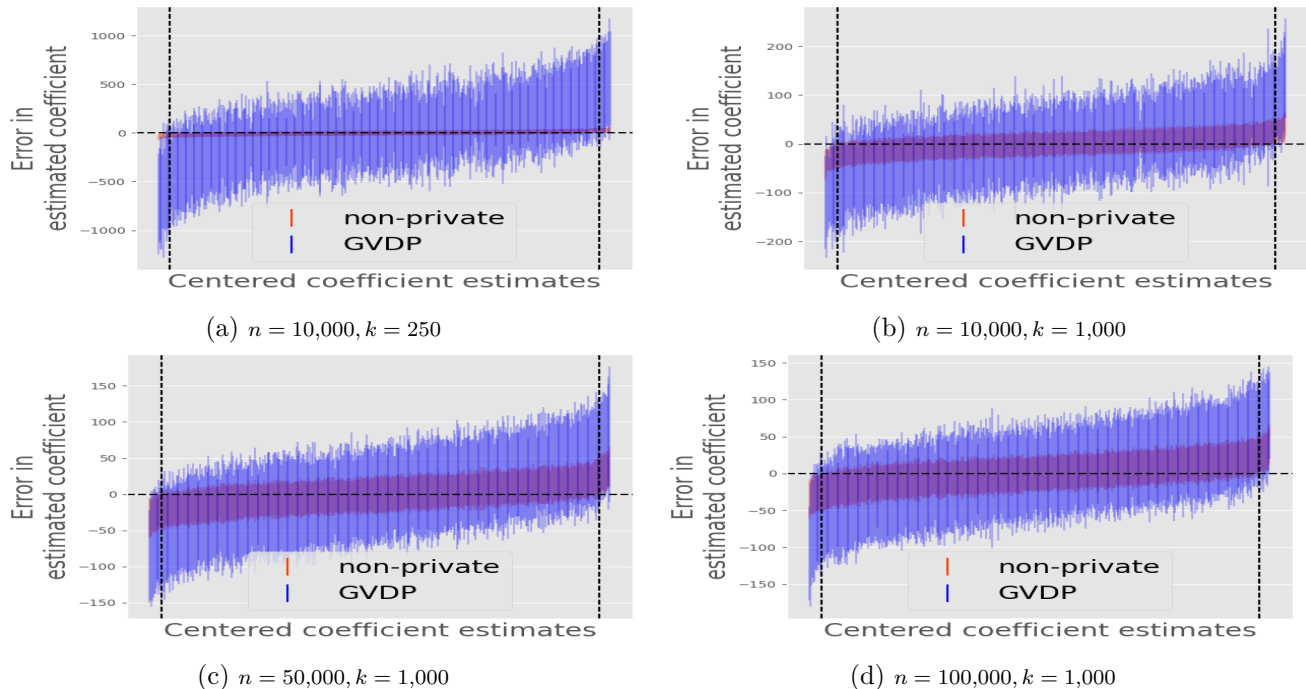 Error in
estimated coefficient
1000
500
0
−500
−1000
non-private
GVDP
Centered coefficient estimates
(a) n = 10,000, k = 250
Error in
estimated coefficient
200
100
0
−100
−200
non-private
GVDP
Centered coefficient estimates
(b) n = 10,000, k = 1,000
Error in
estimated coefficient
150
100
50
0
−50
−100
−150
non-private
GVDP
Centered coefficient estimates
(c) n = 50,000, k = 1,000
Error in
estimated coefficient
150
100
50
0
−50
−100
−150
non-private
GVDP
Centered coefficient estimates
(d) n = 100,000, k = 1,000